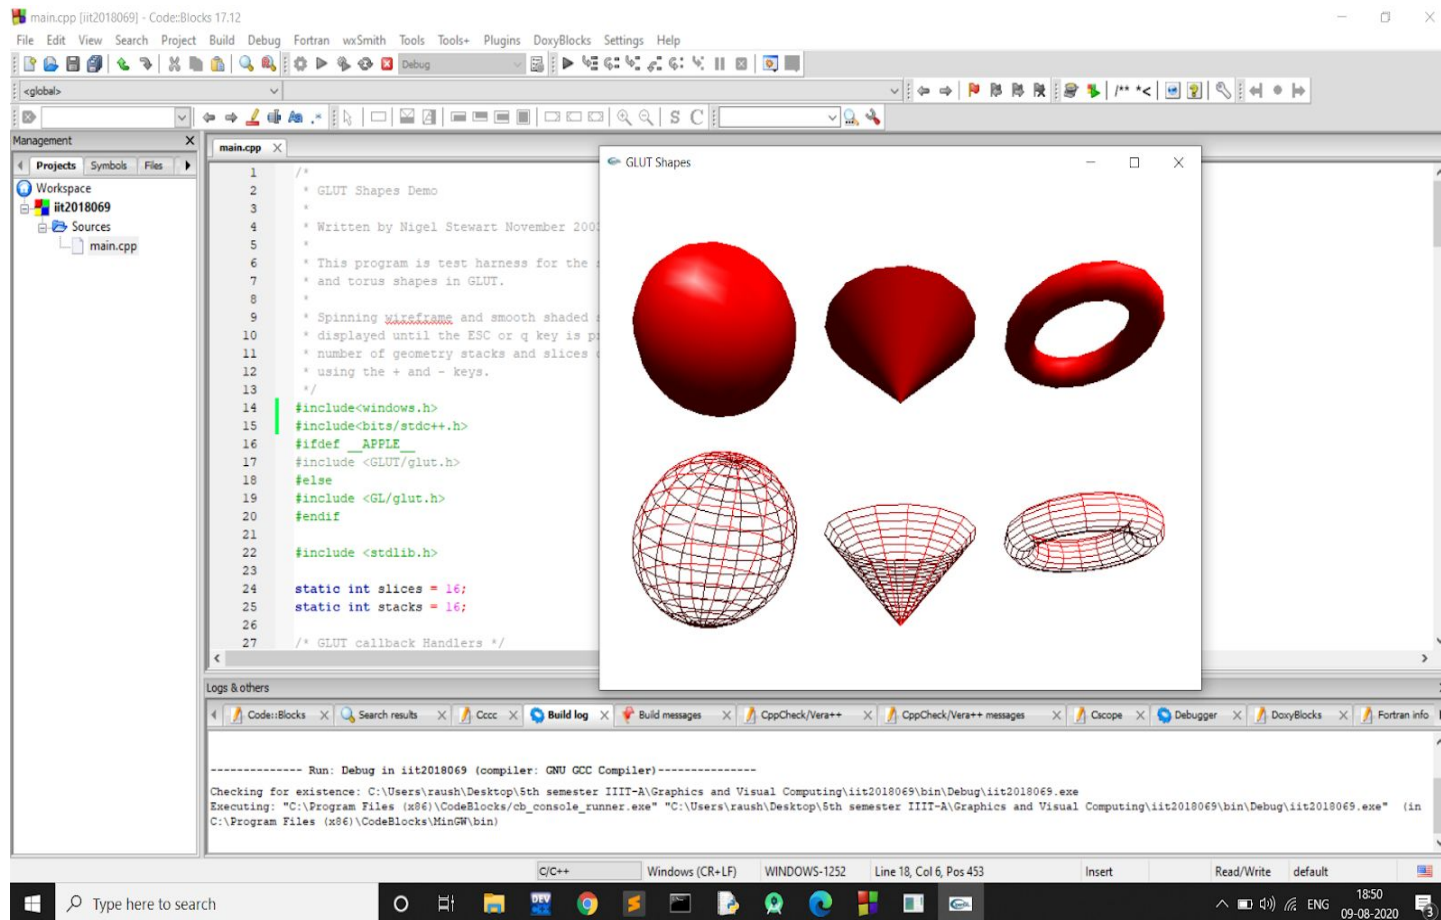 main.cpp [iit2018069] - Code::Blocks 17.12
File Edit View Search Project Build Debug Fortran wxSmith Tools Tools+ Plugins DoxyBlocks Settings Help
Debug
<global>
/** *<
S C
Management
Projects Symbols Files
Workspace
iit2018069
Sources
main.cpp
main.cpp
1 /*
2 * GLUT Shapes Demo
3 *
4 * Written by Nigel Stewart November 200
5 *
6 * This program is test harness for the
7 * and torus shapes in GLUT.
8 *
9 * Spinning wireframe and smooth shaded
10 * displayed until the ESC or q key is
11 * number of geometry stacks and slices
12 * using the + and - keys.
13 */
14 #include<windows.h>
15 #include<bits/stdc++.h>
16 #ifdef __APPLE__
17 #include <GLUT/glut.h>
18 #else
19 #include <GL/glut.h>
20 #endif
21
22 #include <stdlib.h>
23
24 static int slices = 16;
25 static int stacks = 16;
26
27 /* GLUT callback Handlers */
GLUT Shapes
Logs & others
Code::Blocks Search results Cccc Build log Build messages CppCheck/Vera++ CppCheck/Vera++ messages Cscope Debugger DoxyBlocks Fortran info
-------------- Run: Debug in iit2018069 (compiler: GNU GCC Compiler)---------------
Checking for existence: C:\Users\raush\Desktop\5th semester IIIT-A\Graphics and Visual Computing\iit2018069\bin\Debug\iit2018069.exe
Executing: "C:\Program Files (x86)\CodeBlocks/cb_console_runner.exe" "C:\Users\raush\Desktop\5th semester IIIT-A\Graphics and Visual Computing\iit2018069\bin\Debug\iit2018069.exe" (in
C:\Program Files (x86)\CodeBlocks\MinGW\bin)
C/C++ Windows (CR+LF) WINDOWS-1252 Line 18, Col 6, Pos 453 Insert Read/Write default
Type here to search
DEV
ENG
18:50
09-08-2020
3